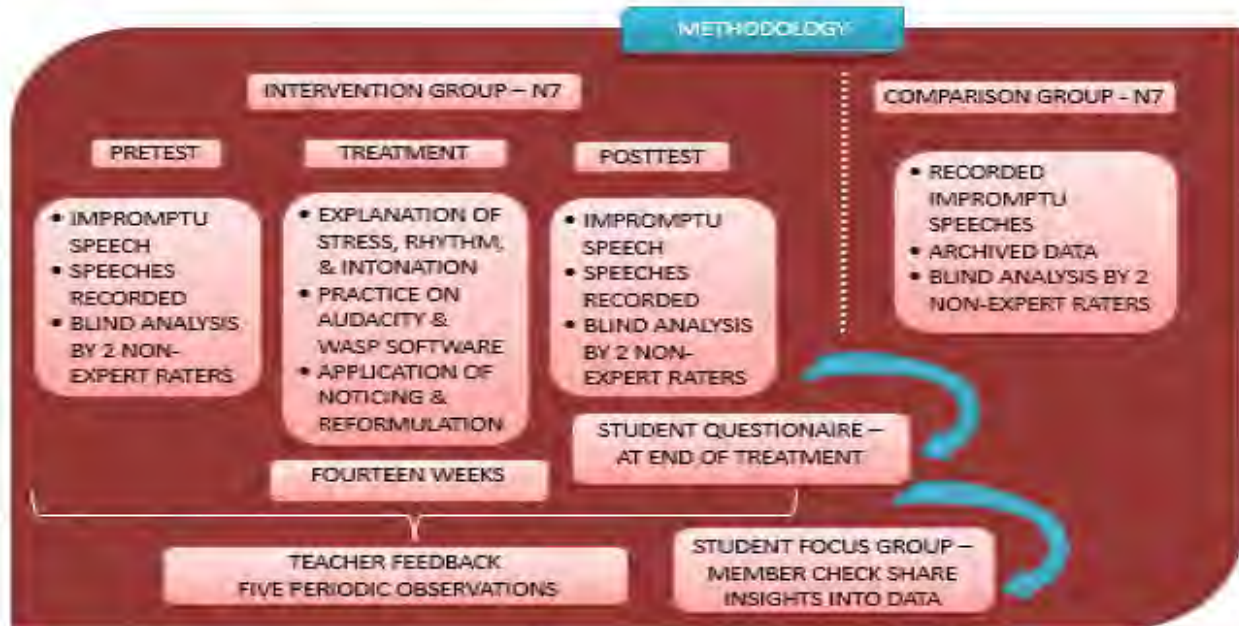 METHODOLOGY
INTERVENTION GROUP – N7
PRETEST
• IMPROMPTU
SPEECH
• SPEECHES
RECORDED
• BLIND ANALYSIS
BY 2 NON-
EXPERT RATERS
TREATMENT
• EXPLANATION OF
STRESS, RHYTHM,
& INTONATION
• PRACTICE ON
AUDACITY &
WASP SOFTWARE
• APPLICATION OF
NOTICING &
REFORMULATION
POSTTEST
• IMPROMPTU
SPEECH
• SPEECHES
RECORDED
• BLIND ANALYSIS
BY 2 NON-
EXPERT RATERS
FOURTEEN WEEKS
TEACHER FEEDBACK
FIVE PERIODIC OBSERVATIONS
STUDENT QUESTIONAIRE –
AT END OF TREATMENT
STUDENT FOCUS GROUP –
MEMBER CHECK SHARE
INSIGHTS INTO DATA
COMPARISON GROUP - N7
• RECORDED
IMPROMPTU
SPEECHES
• ARCHIVED DATA
• BLIND ANALYSIS BY 2
NON-EXPERT RATERS